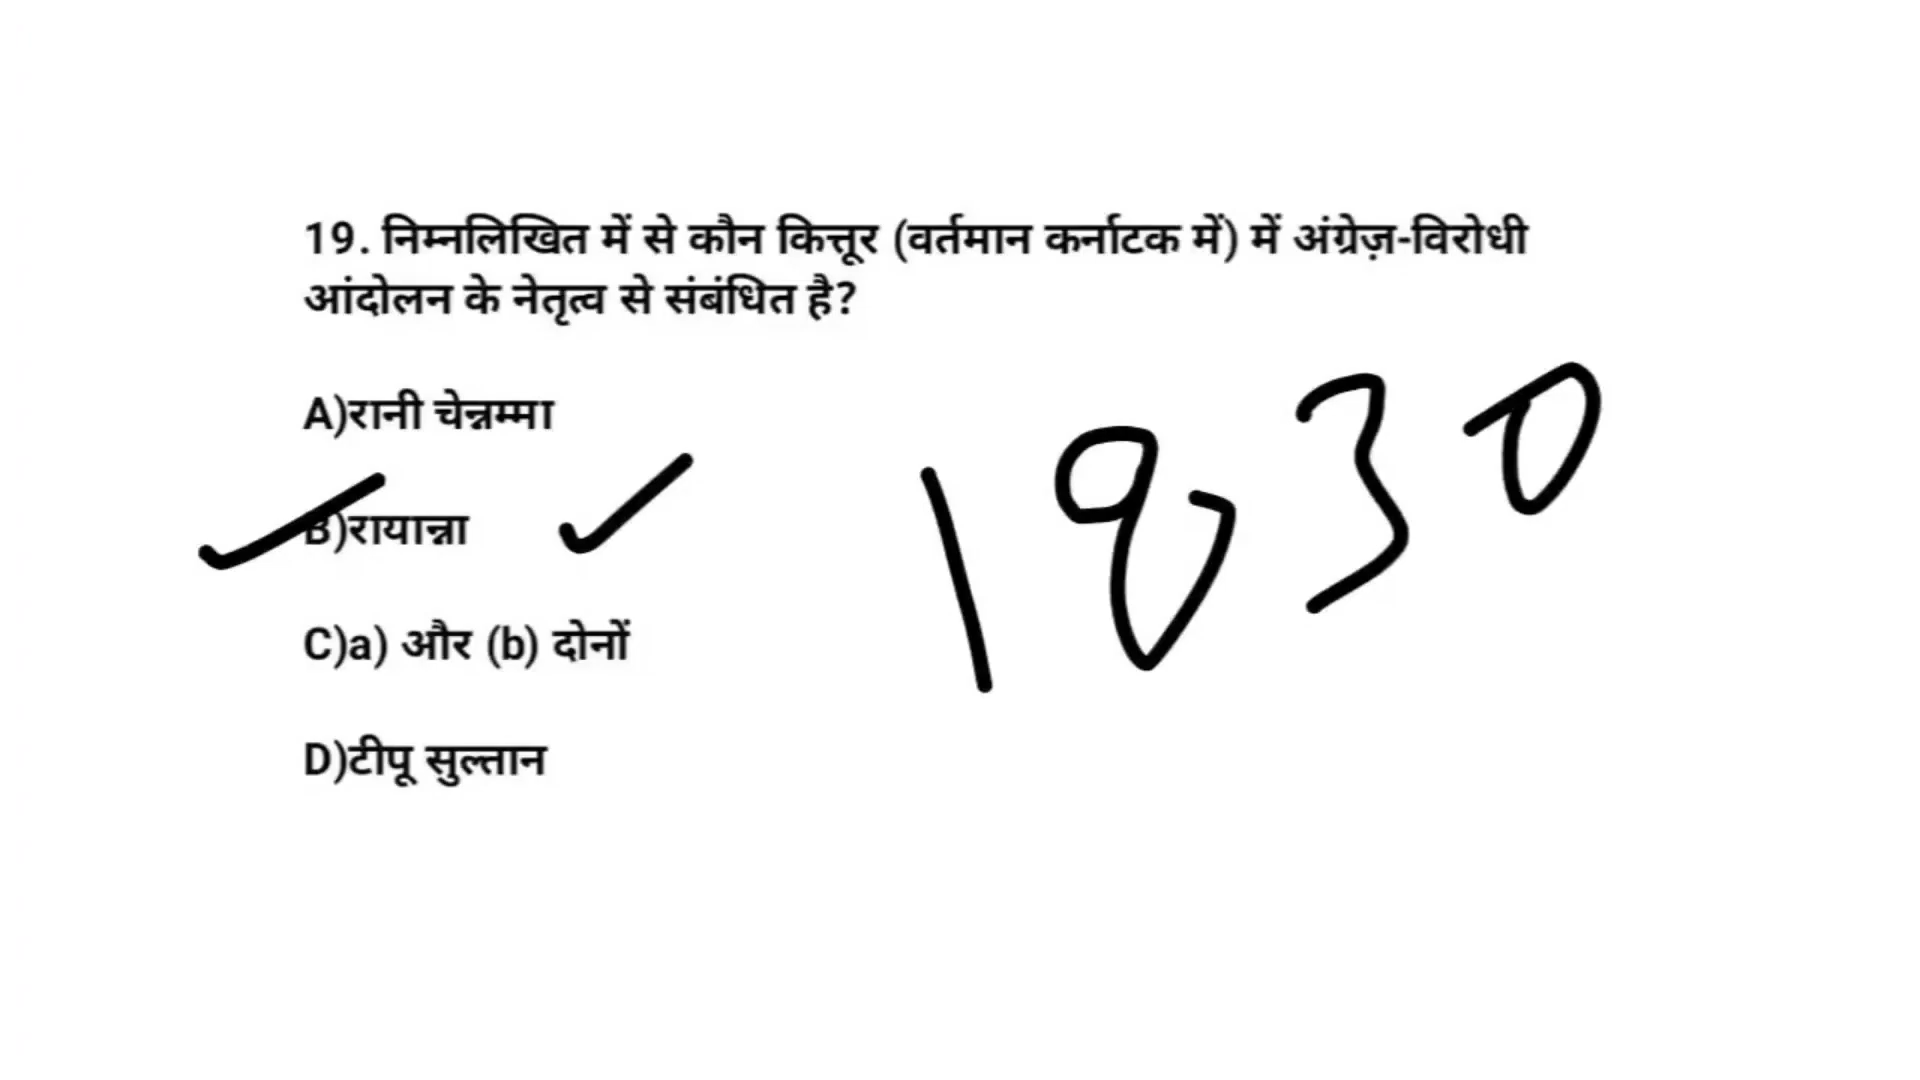 19. निम्नलिखित में से कौन कित्तूर (वर्तमान कर्नाटक में) में अंग्रेज़-विरोधी
आंदोलन के नेतृत्व से संबंधित है?
A)रानी चेन्नम्मा
B)रायान्ना
C)a) और (b) दोनों
D)टीपू सुल्तान
1830